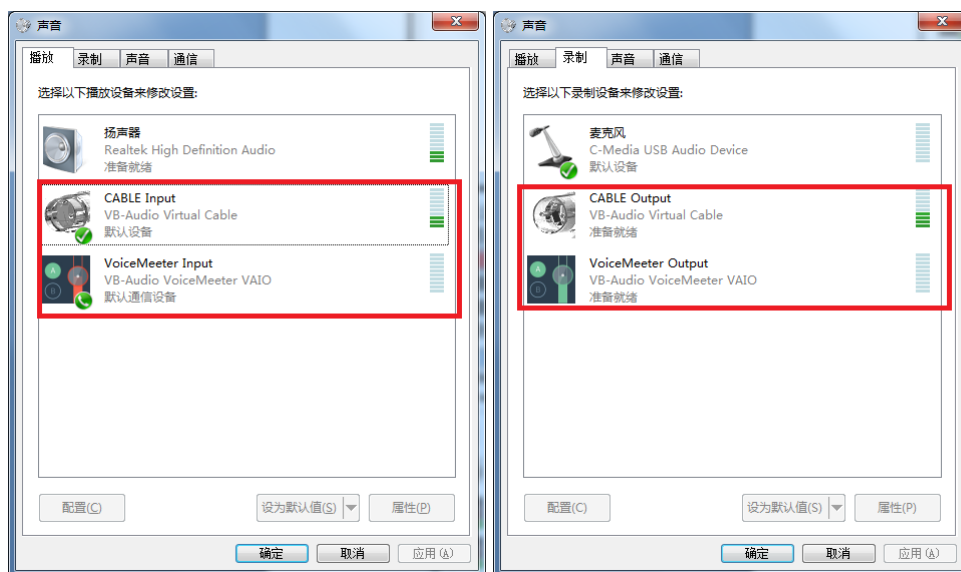 声音
播放 录制 声音 通信
选择以下播放设备来修改设置:
扬声器
Realtek High Definition Audio
准备就绪
CABLE Input
VB-Audio Virtual Cable
默认设备
VoiceMeeter Input
VB-Audio VoiceMeeter VAIO
默认通信设备
配置(C) 设为默认值(S) 属性(P)
确定 取消 应用(A)
声音
播放 录制 声音 通信
选择以下录制设备来修改设置:
麦克风
C-Media USB Audio Device
默认设备
CABLE Output
VB-Audio Virtual Cable
准备就绪
VoiceMeeter Output
VB-Audio VoiceMeeter VAIO
准备就绪
配置(C) 设为默认值(S) 属性(P)
确定 取消 应用(A)